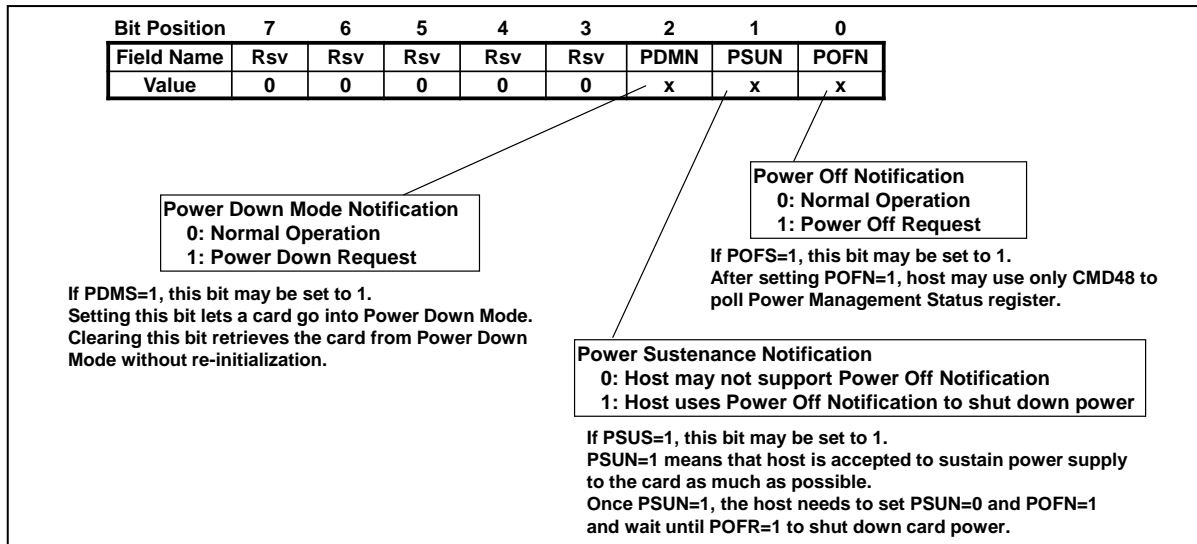 Bit Position 7 6 5 4 3 2 1 0
Field Name Rsv Rsv Rsv Rsv Rsv PDMN PSUN POFN
Value 0 0 0 0 0 x x x
Power Off Notification
0: Normal Operation
1: Power Off Request
If POFS=1, this bit may be set to 1.
After setting POFN=1, host may use only CMD48 to
poll Power Management Status register.
Power Down Mode Notification
0: Normal Operation
1: Power Down Request
If PDMS=1, this bit may be set to 1.
Setting this bit lets a card go into Power Down Mode.
Clearing this bit retrieves the card from Power Down
Mode without re-initialization.
Power Sustenance Notification
0: Host may not support Power Off Notification
1: Host uses Power Off Notification to shut down power
If PSUS=1, this bit may be set to 1.
PSUN=1 means that host is accepted to sustain power supply
to the card as much as possible.
Once PSUN=1, the host needs to set PSUN=0 and POFN=1
and wait until POFR=1 to shut down card power.